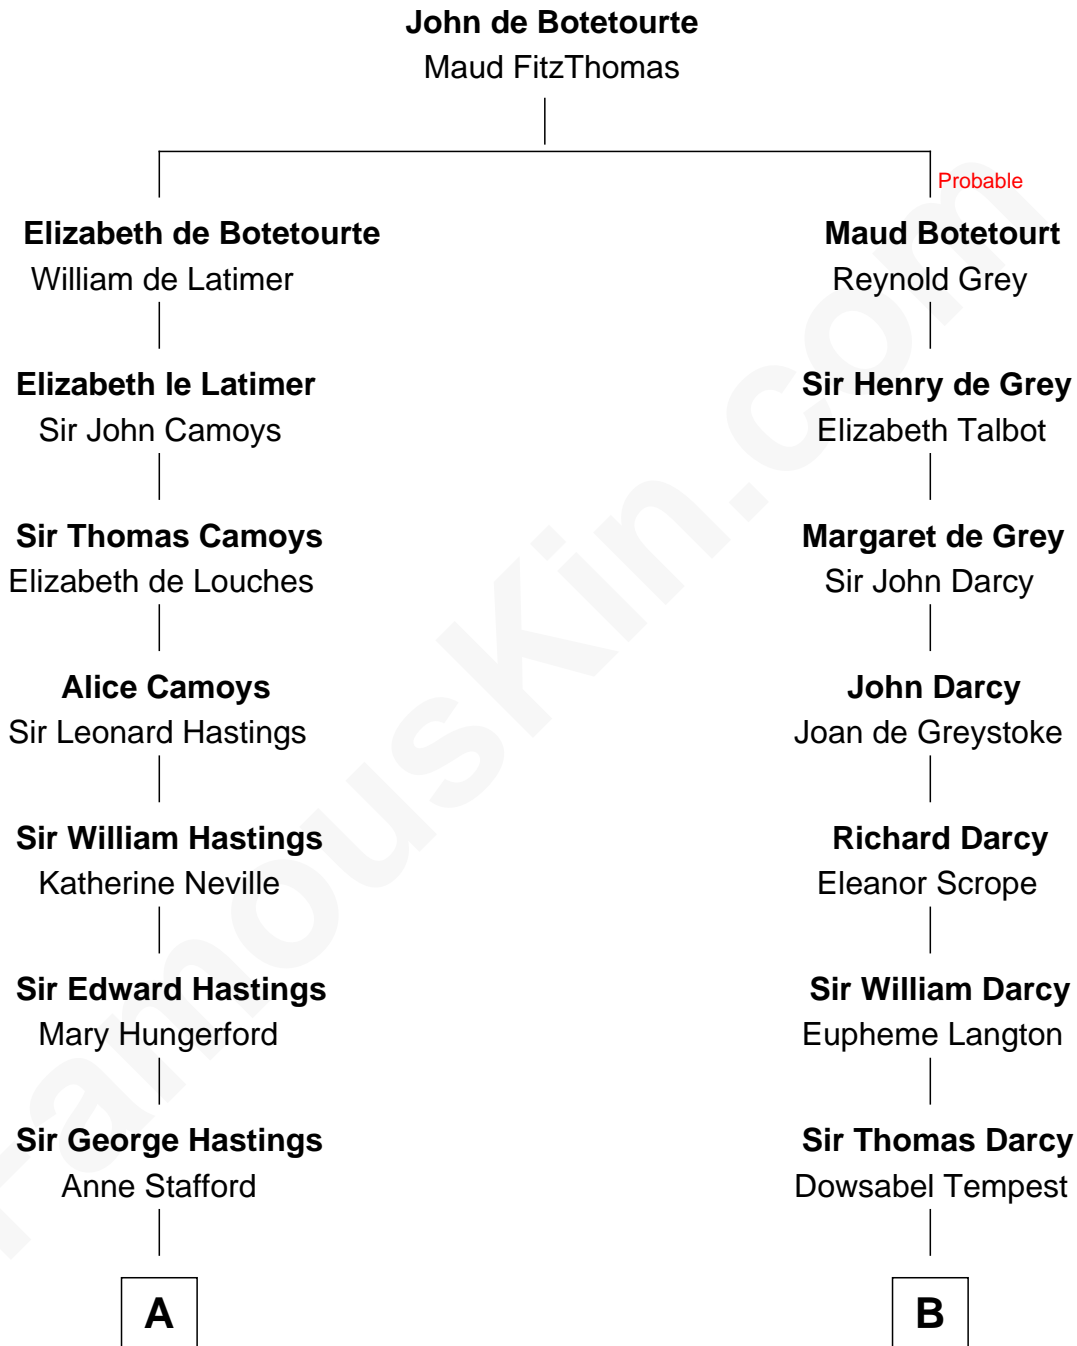 John de Botetourte
Maud FitzThomas
Probable
Elizabeth de Botetourte
William de Latimer
Maud Botetourt
Reynold Grey
Elizabeth le Latimer
Sir John Camoys
Sir Henry de Grey
Elizabeth Talbot
Sir Thomas Camoys
Elizabeth de Louches
Margaret de Grey
Sir John Darcy
Alice Camoys
Sir Leonard Hastings
John Darcy
Joan de Greystoke
Sir William Hastings
Katherine Neville
Richard Darcy
Eleanor Scrope
Sir Edward Hastings
Mary Hungerford
Sir William Darcy
Eupheme Langton
Sir George Hastings
Anne Stafford
Sir Thomas Darcy
Dowsabel Tempest
A
B
FamousKin.com